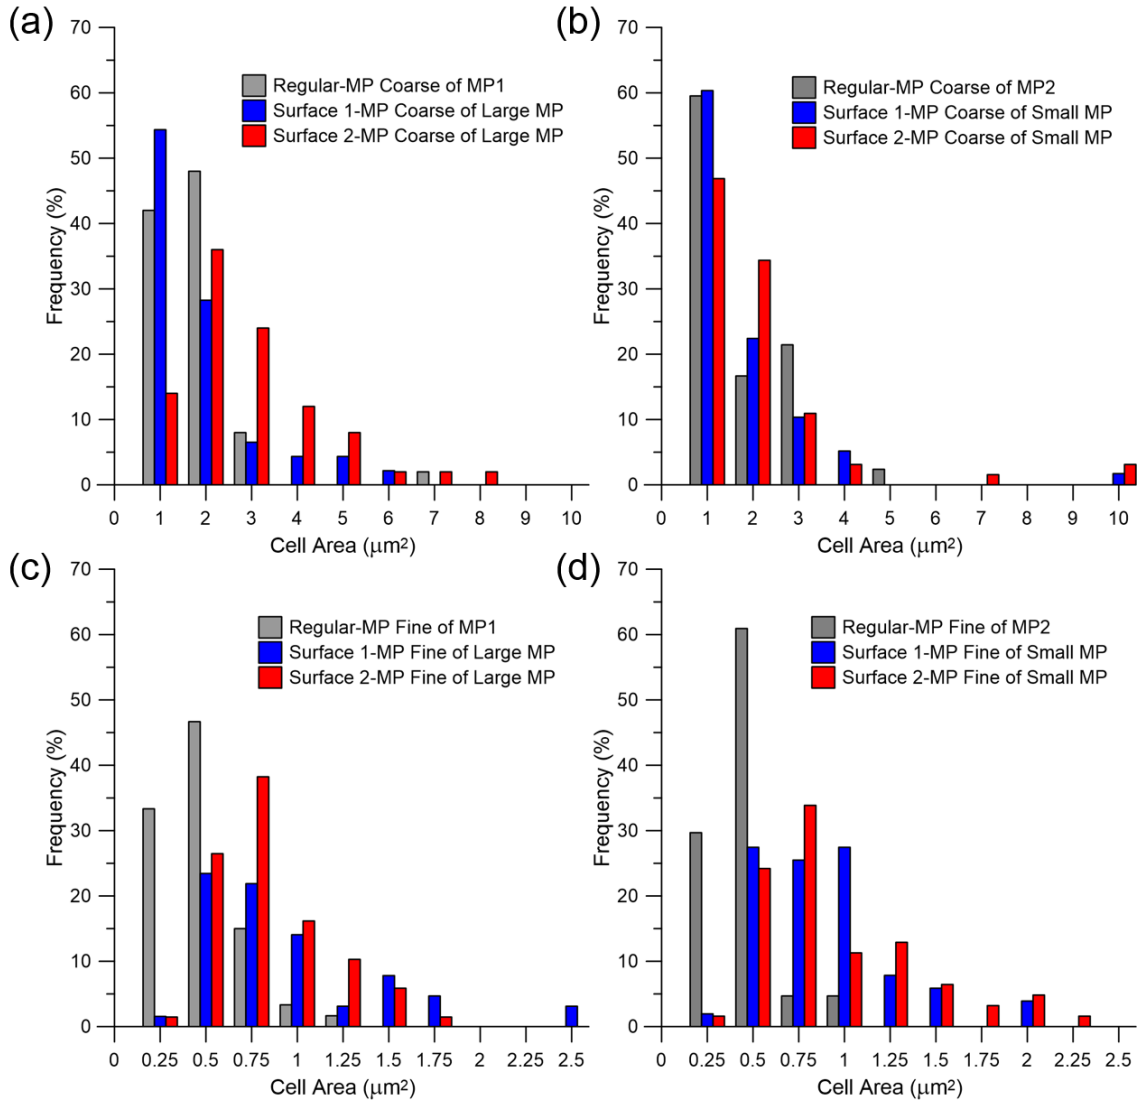 (a)
70
60
50
40
30
20
10
0
Frequency (%)
Regular-MP Coarse of MP1
Surface 1-MP Coarse of Large MP
Surface 2-MP Coarse of Large MP
0 1 2 3 4 5 6 7 8 9 10
Cell Area (μm²)
(b)
70
60
50
40
30
20
10
0
Frequency (%)
Regular-MP Coarse of MP2
Surface 1-MP Coarse of Small MP
Surface 2-MP Coarse of Small MP
0 1 2 3 4 5 6 7 8 9 10
Cell Area (μm²)
(c)
70
60
50
40
30
20
10
0
Frequency (%)
Regular-MP Fine of MP1
Surface 1-MP Fine of Large MP
Surface 2-MP Fine of Large MP
0 0.25 0.5 0.75 1 1.25 1.5 1.75 2 2.25 2.5
Cell Area (μm²)
(d)
70
60
50
40
30
20
10
0
Frequency (%)
Regular-MP Fine of MP2
Surface 1-MP Fine of Small MP
Surface 2-MP Fine of Small MP
0 0.25 0.5 0.75 1 1.25 1.5 1.75 2 2.25 2.5
Cell Area (μm²)